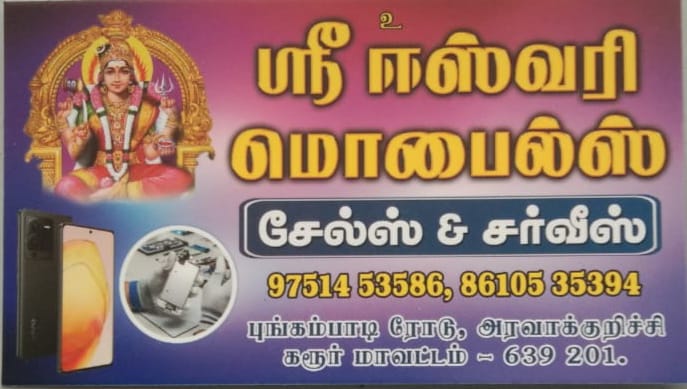 உ
ஸ்ரீ ஈஸ்வரி
மொபைல்ஸ்
சேல்ஸ் & சர்வீஸ்
97514 53586, 86105 35394
புங்கம்பாடி ரோடு, அரவாக்குறிச்சி
கரூர் மாவட்டம் - 639 201.